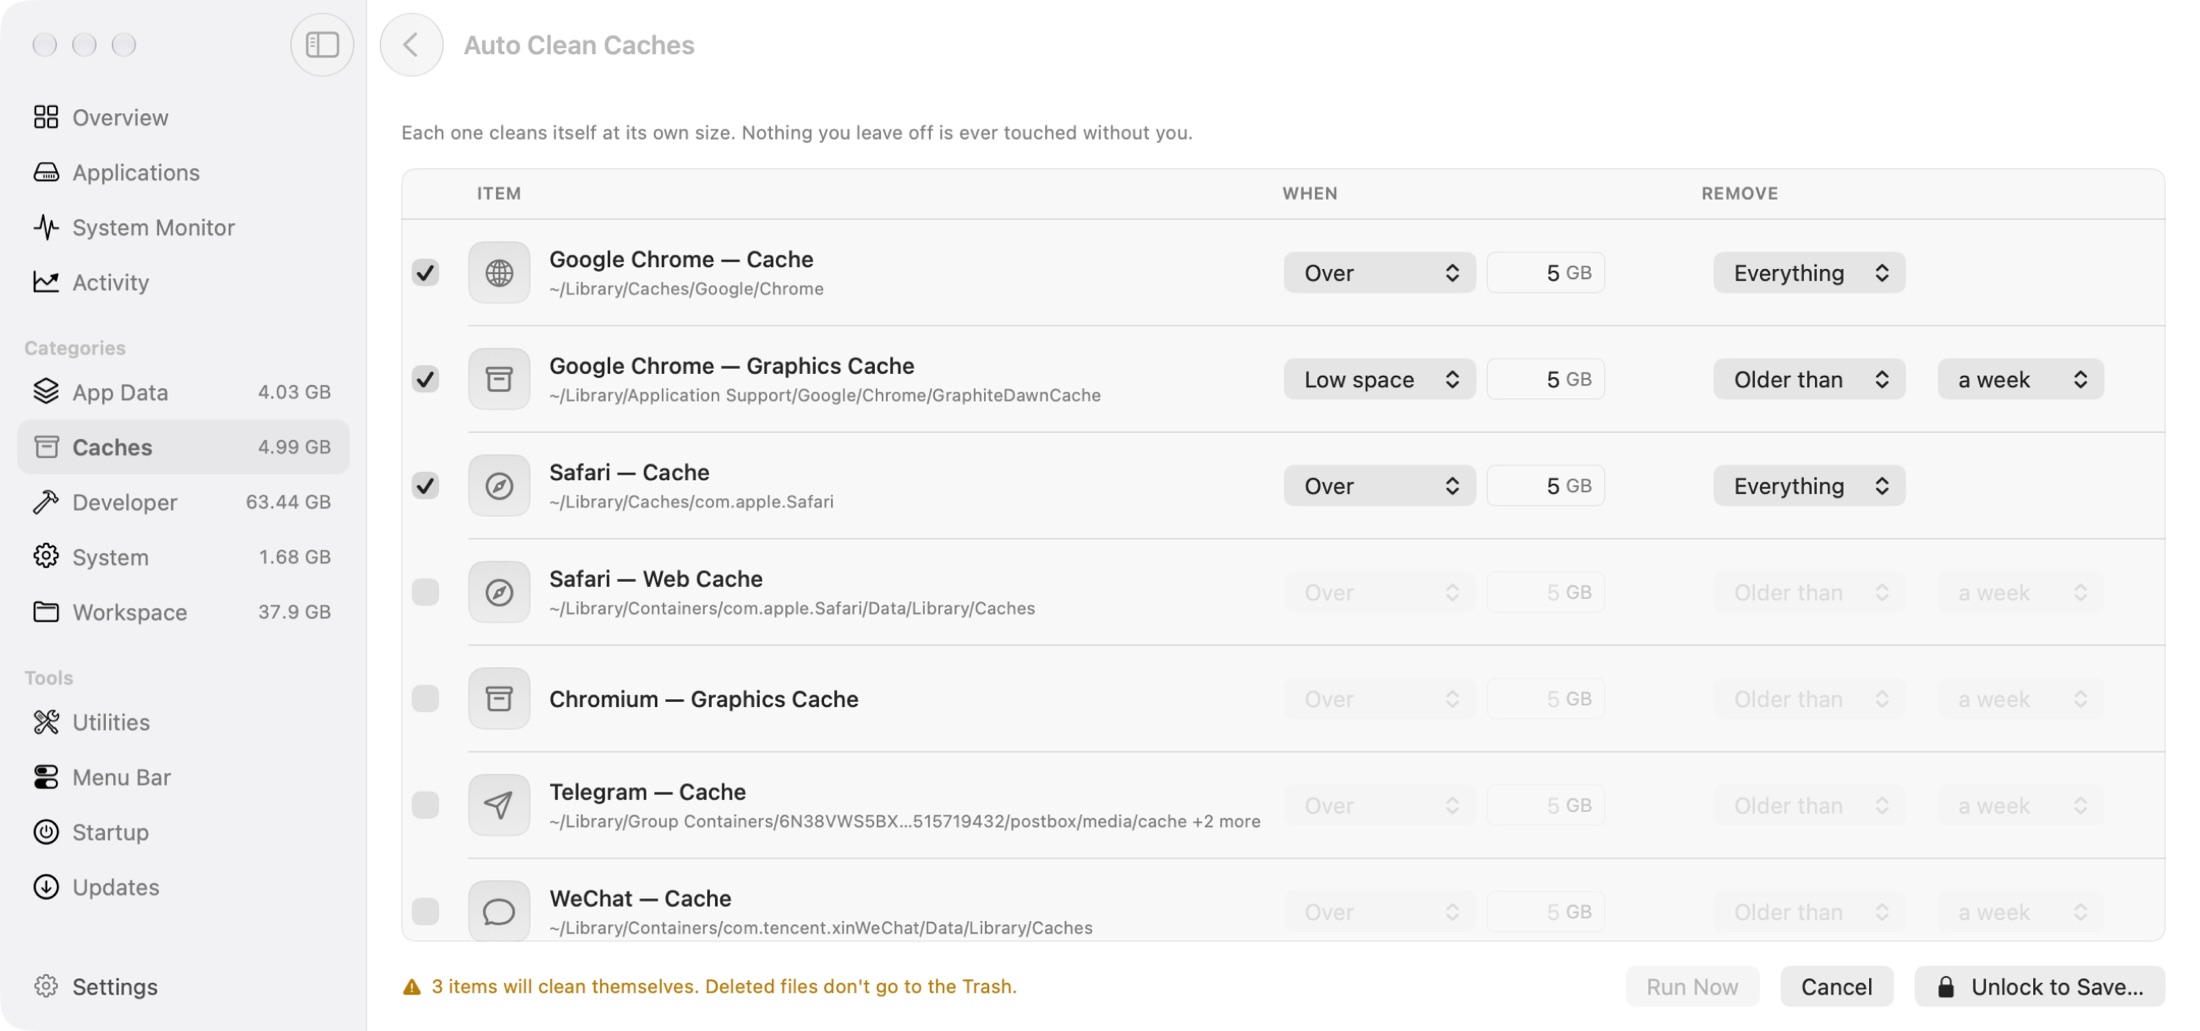 Auto Clean Caches
Overview
Applications
System Monitor
Activity
Categories
App Data 4.03 GB
Caches 4.99 GB
Developer 63.44 GB
System 1.68 GB
Workspace 37.9 GB
Tools
Utilities
Menu Bar
Startup
Updates
Settings
Each one cleans itself at its own size. Nothing you leave off is ever touched without you.
ITEM WHEN REMOVE
Google Chrome — Cache
~/Library/Caches/Google/Chrome
Over 5 GB Everything
Google Chrome — Graphics Cache
~/Library/Application Support/Google/Chrome/GraphiteDawnCache
Low space 5 GB Older than a week
Safari — Cache
~/Library/Caches/com.apple.Safari
Over 5 GB Everything
Safari — Web Cache
~/Library/Containers/com.apple.Safari/Data/Library/Caches
Over 5 GB Older than a week
Chromium — Graphics Cache
Over 5 GB Older than a week
Telegram — Cache
~/Library/Group Containers/6N38VWS5BX...515719432/postbox/media/cache +2 more
Over 5 GB Older than a week
WeChat — Cache
~/Library/Containers/com.tencent.xinWeChat/Data/Library/Caches
Over 5 GB Older than a week
3 items will clean themselves. Deleted files don't go to the Trash.
Run Now Cancel Unlock to Save...